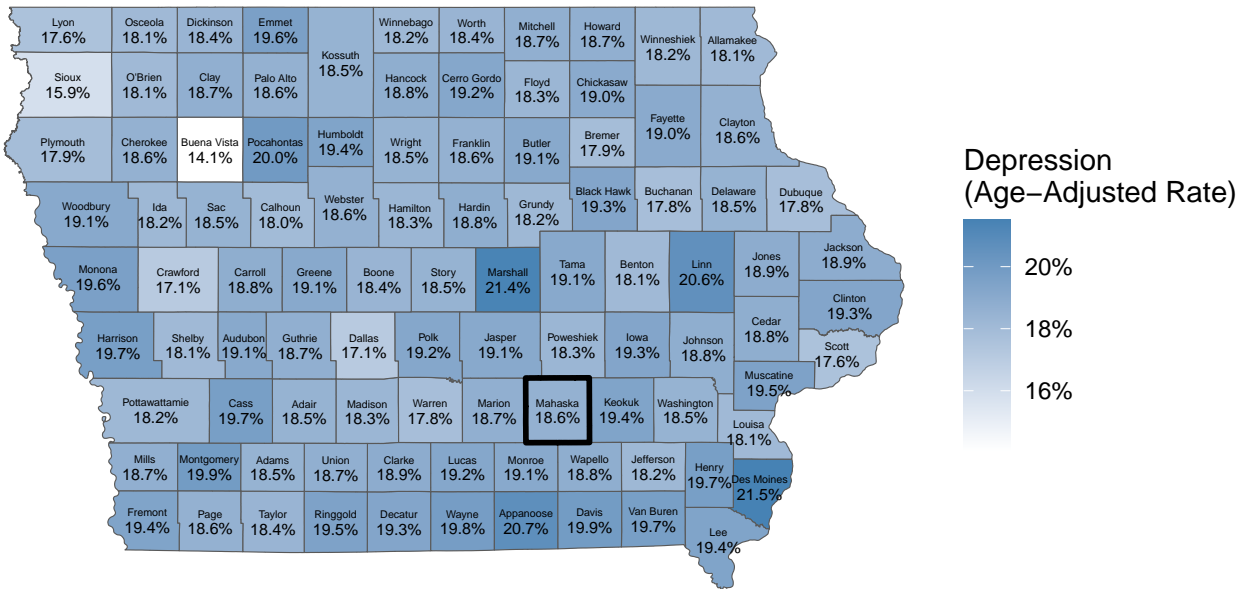 Lyon
17.6%
Osceola
18.1%
Dickinson
18.4%
Emmet
19.6%
Kossuth
18.5%
Winnebago
18.2%
Worth
18.4%
Mitchell
18.7%
Howard
18.7%
Winneshiek
18.2%
Allamakee
18.1%
Sioux
15.9%
O'Brien
18.1%
Clay
18.7%
Palo Alto
18.6%
Hancock
18.8%
Cerro Gordo
19.2%
Floyd
18.3%
Chickasaw
19.0%
Fayette
19.0%
Clayton
18.6%
Plymouth
17.9%
Cherokee
18.6%
Buena Vista
14.1%
Pocahontas
20.0%
Humboldt
19.4%
Wright
18.5%
Franklin
18.6%
Butler
19.1%
Bremer
17.9%
Woodbury
19.1%
Ida
18.2%
Sac
18.5%
Calhoun
18.0%
Webster
18.6%
Hamilton
18.3%
Hardin
18.8%
Grundy
18.2%
Black Hawk
19.3%
Buchanan
17.8%
Delaware
18.5%
Dubuque
17.8%
Monona
19.6%
Crawford
17.1%
Carroll
18.8%
Greene
19.1%
Boone
18.4%
Story
18.5%
Marshall
21.4%
Tama
19.1%
Benton
18.1%
Linn
20.6%
Jones
18.9%
Jackson
18.9%
Clinton
19.3%
Harrison
19.7%
Shelby
18.1%
Audubon
19.1%
Guthrie
18.7%
Dallas
17.1%
Polk
19.2%
Jasper
19.1%
Poweshiek
18.3%
Iowa
19.3%
Johnson
18.8%
Cedar
18.8%
Scott
17.6%
Muscatine
19.5%
Pottawattamie
18.2%
Cass
19.7%
Adair
18.5%
Madison
18.3%
Warren
17.8%
Marion
18.7%
Mahaska
18.6%
Keokuk
19.4%
Washington
18.5%
Louisa
18.1%
Mills
18.7%
Montgomery
19.9%
Adams
18.5%
Union
18.7%
Clarke
18.9%
Lucas
19.2%
Monroe
19.1%
Wapello
18.8%
Jefferson
18.2%
Henry
19.7%
Des Moines
21.5%
Fremont
19.4%
Page
18.6%
Taylor
18.4%
Ringgold
19.5%
Decatur
19.3%
Wayne
19.8%
Appanoose
20.7%
Davis
19.9%
Van Buren
19.7%
Lee
19.4%
Depression
(Age−Adjusted Rate)
20%
18%
16%